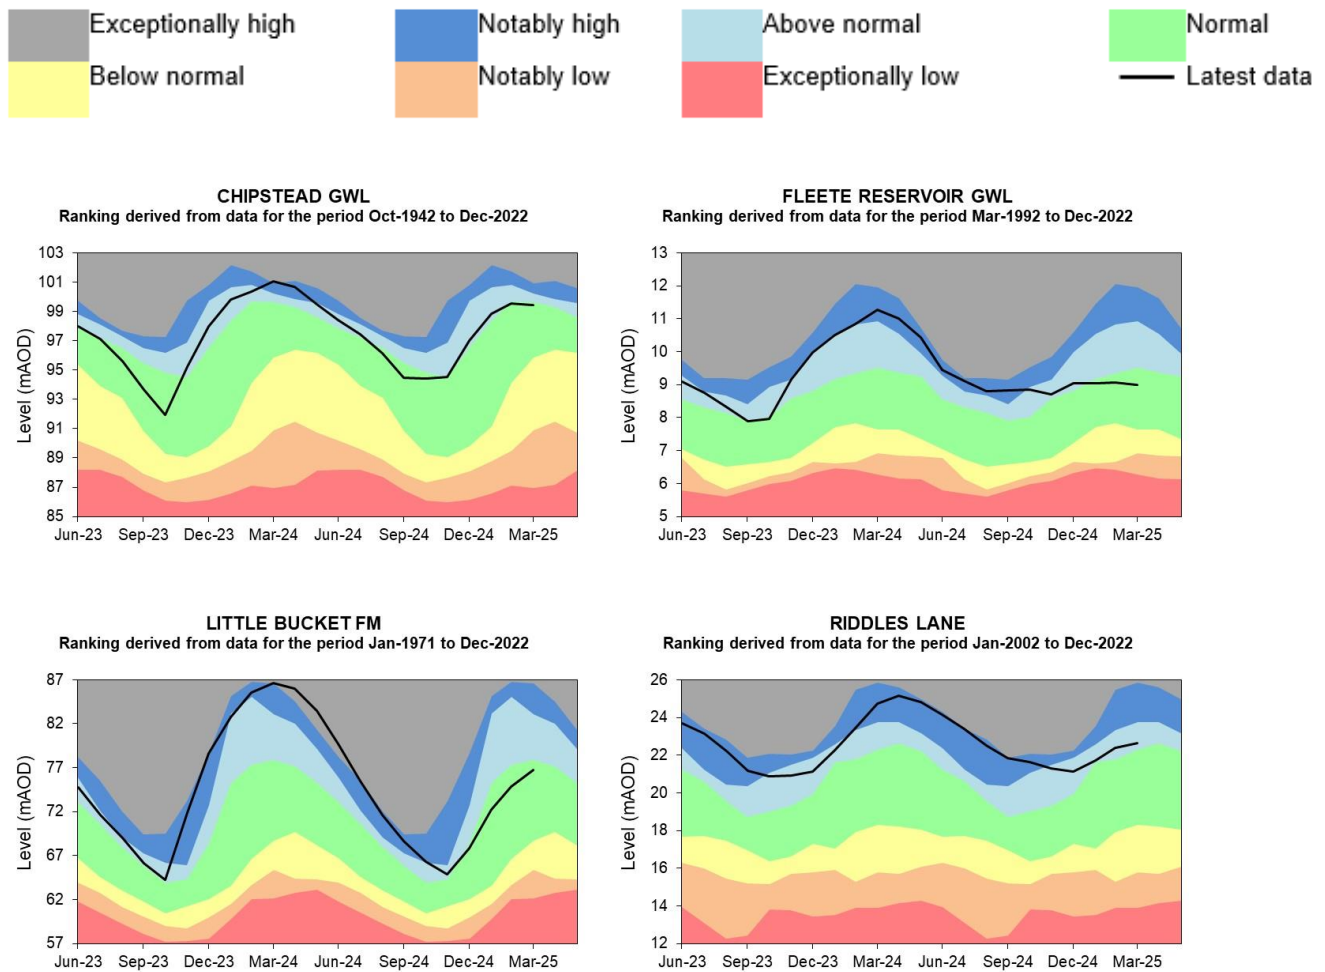 Exceptionally high Notably high Above normal Normal
Below normal Notably low Exceptionally low Latest data
CHIPSTEAD GWL
Ranking derived from data for the period Oct-1942 to Dec-2022
Level (mAOD)
103
101
99
97
95
93
91
89
87
85
Jun-23 Sep-23 Dec-23 Mar-24 Jun-24 Sep-24 Dec-24 Mar-25
FLEETE RESERVOIR GWL
Ranking derived from data for the period Mar-1992 to Dec-2022
Level (mAOD)
13
12
11
10
9
8
7
6
5
Jun-23 Sep-23 Dec-23 Mar-24 Jun-24 Sep-24 Dec-24 Mar-25
LITTLE BUCKET FM
Ranking derived from data for the period Jan-1971 to Dec-2022
Level (mAOD)
87
82
77
72
67
62
57
Jun-23 Sep-23 Dec-23 Mar-24 Jun-24 Sep-24 Dec-24 Mar-25
RIDDLES LANE
Ranking derived from data for the period Jan-2002 to Dec-2022
Level (mAOD)
26
24
22
20
18
16
14
12
Jun-23 Sep-23 Dec-23 Mar-24 Jun-24 Sep-24 Dec-24 Mar-25